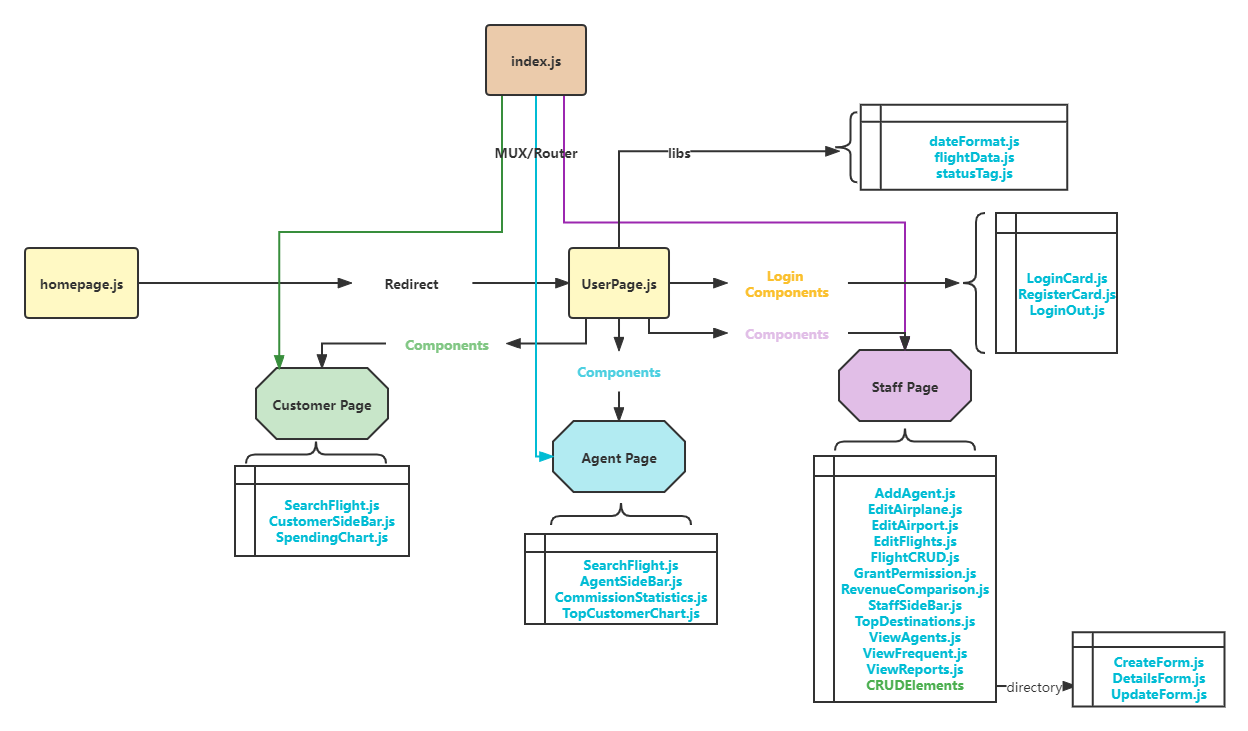 index.js
MUX/Router
libs
dateFormat.js
flightData.js
statusTag.js
homepage.js
Redirect
UserPage.js
Login
Components
LoginCard.js
RegisterCard.js
LoginOut.js
Components
Components
Components
Customer Page
Agent Page
Staff Page
SearchFlight.js
CustomerSideBar.js
SpendingChart.js
SearchFlight.js
AgentSideBar.js
CommissionStatistics.js
TopCustomerChart.js
AddAgent.js
EditAirplane.js
EditAirport.js
EditFlights.js
FlightCRUD.js
GrantPermission.js
RevenueComparison.js
StaffSideBar.js
TopDestinations.js
ViewAgents.js
ViewFrequent.js
ViewReports.js
CRUDElements
directory
CreateForm.js
DetailsForm.js
UpdateForm.js